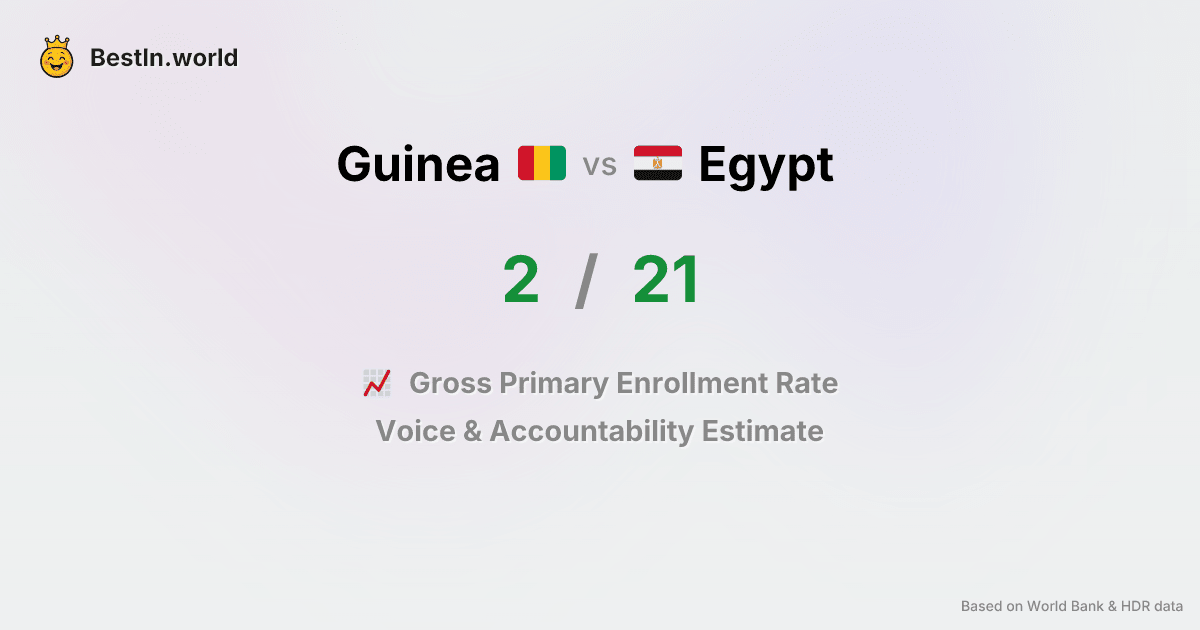 BestIn.world
Guinea vs Egypt
2 / 21
Gross Primary Enrollment Rate
Voice & Accountability Estimate
Based on World Bank & HDR data